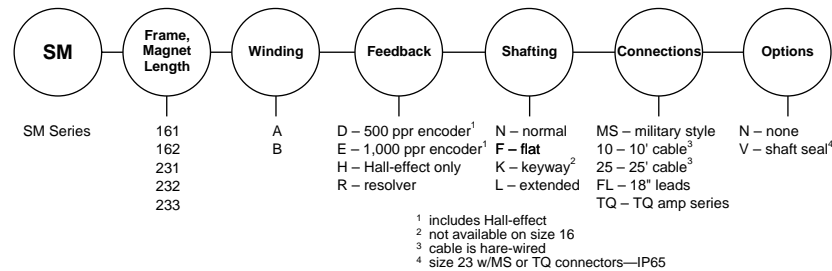 SM
Frame,
Magnet
Length
Winding
Feedback
Shafting
Connections
Options
SM Series
161
162
231
232
233
A
B
D – 500 ppr encoder¹
E – 1,000 ppr encoder¹
H – Hall-effect only
R – resolver
N – normal
F – flat
K – keyway²
L – extended
MS – military style
10 – 10' cable³
25 – 25' cable³
FL – 18" leads
TQ – TQ amp series
N – none
V – shaft seal⁴
¹ includes Hall-effect
² not available on size 16
³ cable is hare-wired
⁴ size 23 w/MS or TQ connectors—IP65